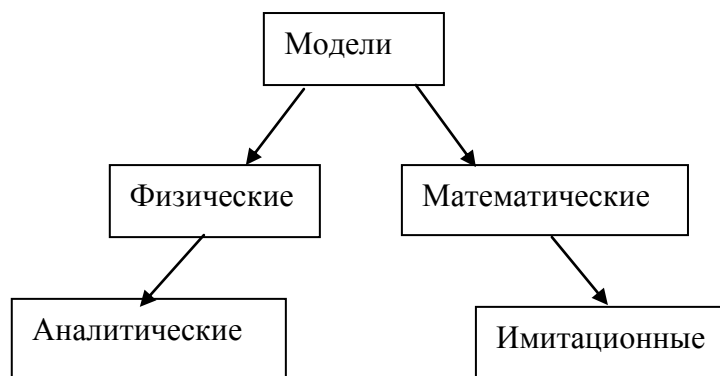 Модели
Физические
Математические
Аналитические
Имитационные